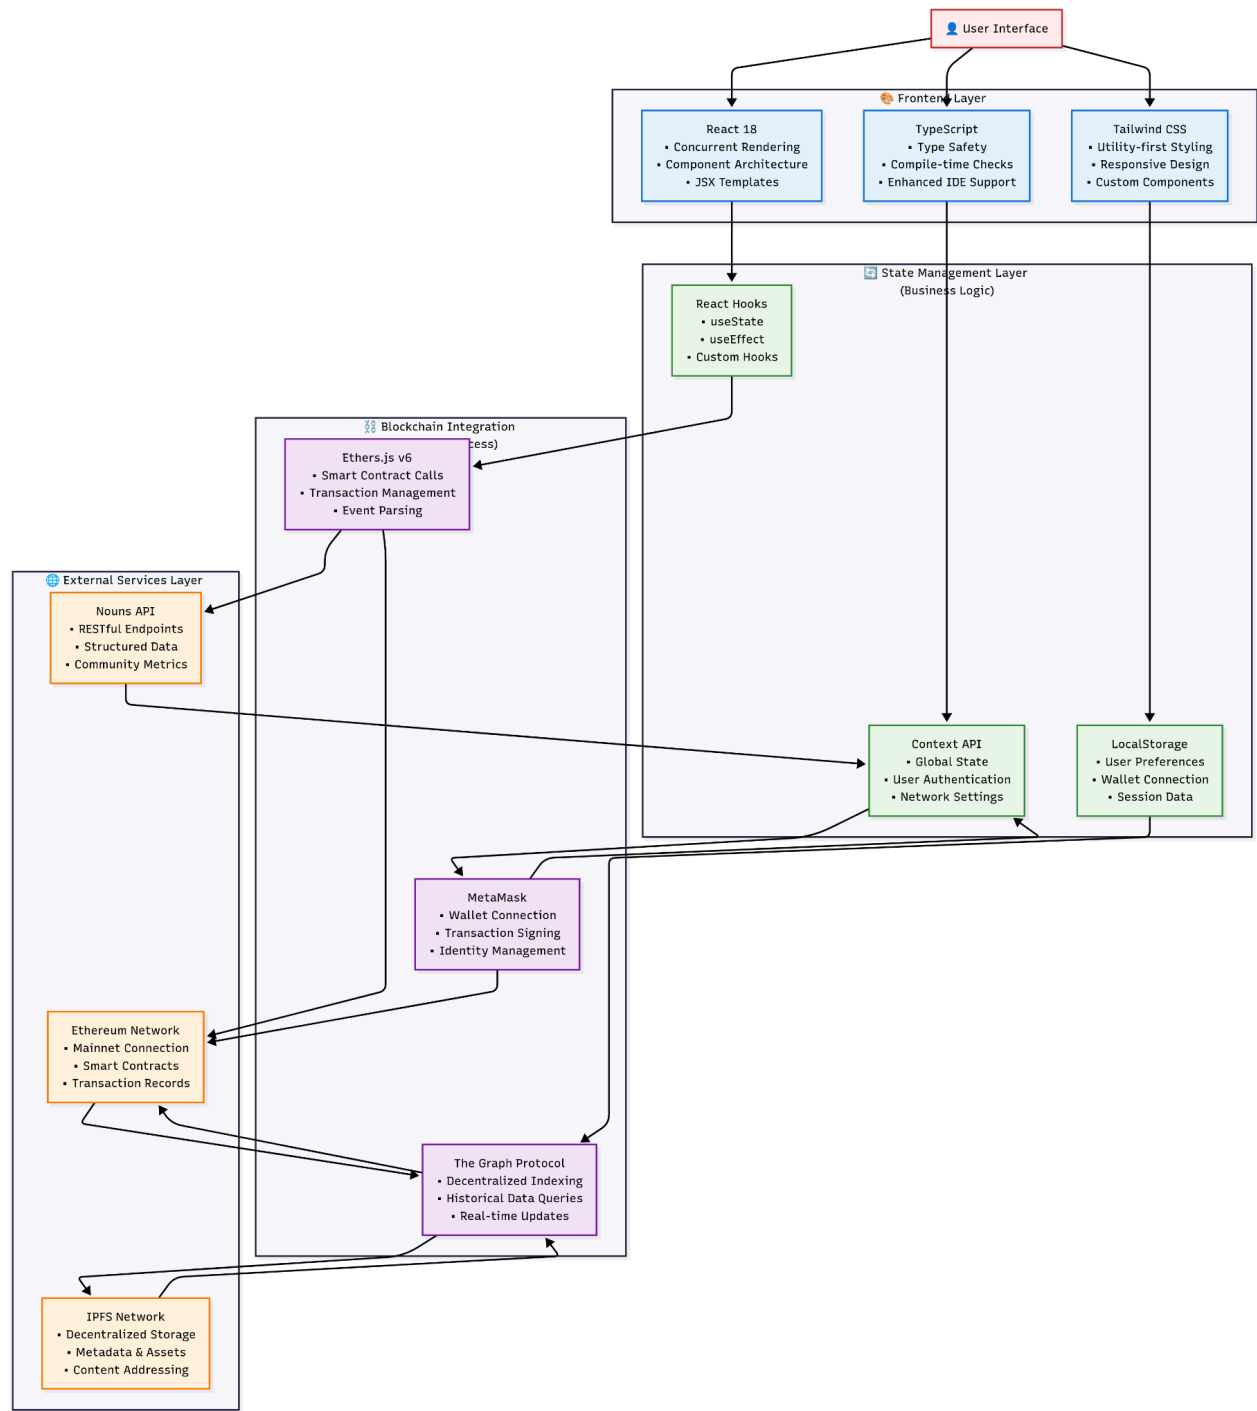 👤 User Interface
🎨 Frontend Layer
React 18
▪ Concurrent Rendering
▪ Component Architecture
▪ JSX Templates
TypeScript
▪ Type Safety
▪ Compile-time Checks
▪ Enhanced IDE Support
Tailwind CSS
▪ Utility-first Styling
▪ Responsive Design
▪ Custom Components
🔄 State Management Layer
(Business Logic)
React Hooks
▪ useState
▪ useEffect
▪ Custom Hooks
⛓️ Blockchain Integration
cess)
Ethers.js v6
▪ Smart Contract Calls
▪ Transaction Management
▪ Event Parsing
🌐 External Services Layer
Nouns API
▪ RESTful Endpoints
▪ Structured Data
▪ Community Metrics
Context API
▪ Global State
▪ User Authentication
▪ Network Settings
LocalStorage
▪ User Preferences
▪ Wallet Connection
▪ Session Data
MetaMask
▪ Wallet Connection
▪ Transaction Signing
▪ Identity Management
Ethereum Network
▪ Mainnet Connection
▪ Smart Contracts
▪ Transaction Records
The Graph Protocol
▪ Decentralized Indexing
▪ Historical Data Queries
▪ Real-time Updates
IPFS Network
▪ Decentralized Storage
▪ Metadata & Assets
▪ Content Addressing